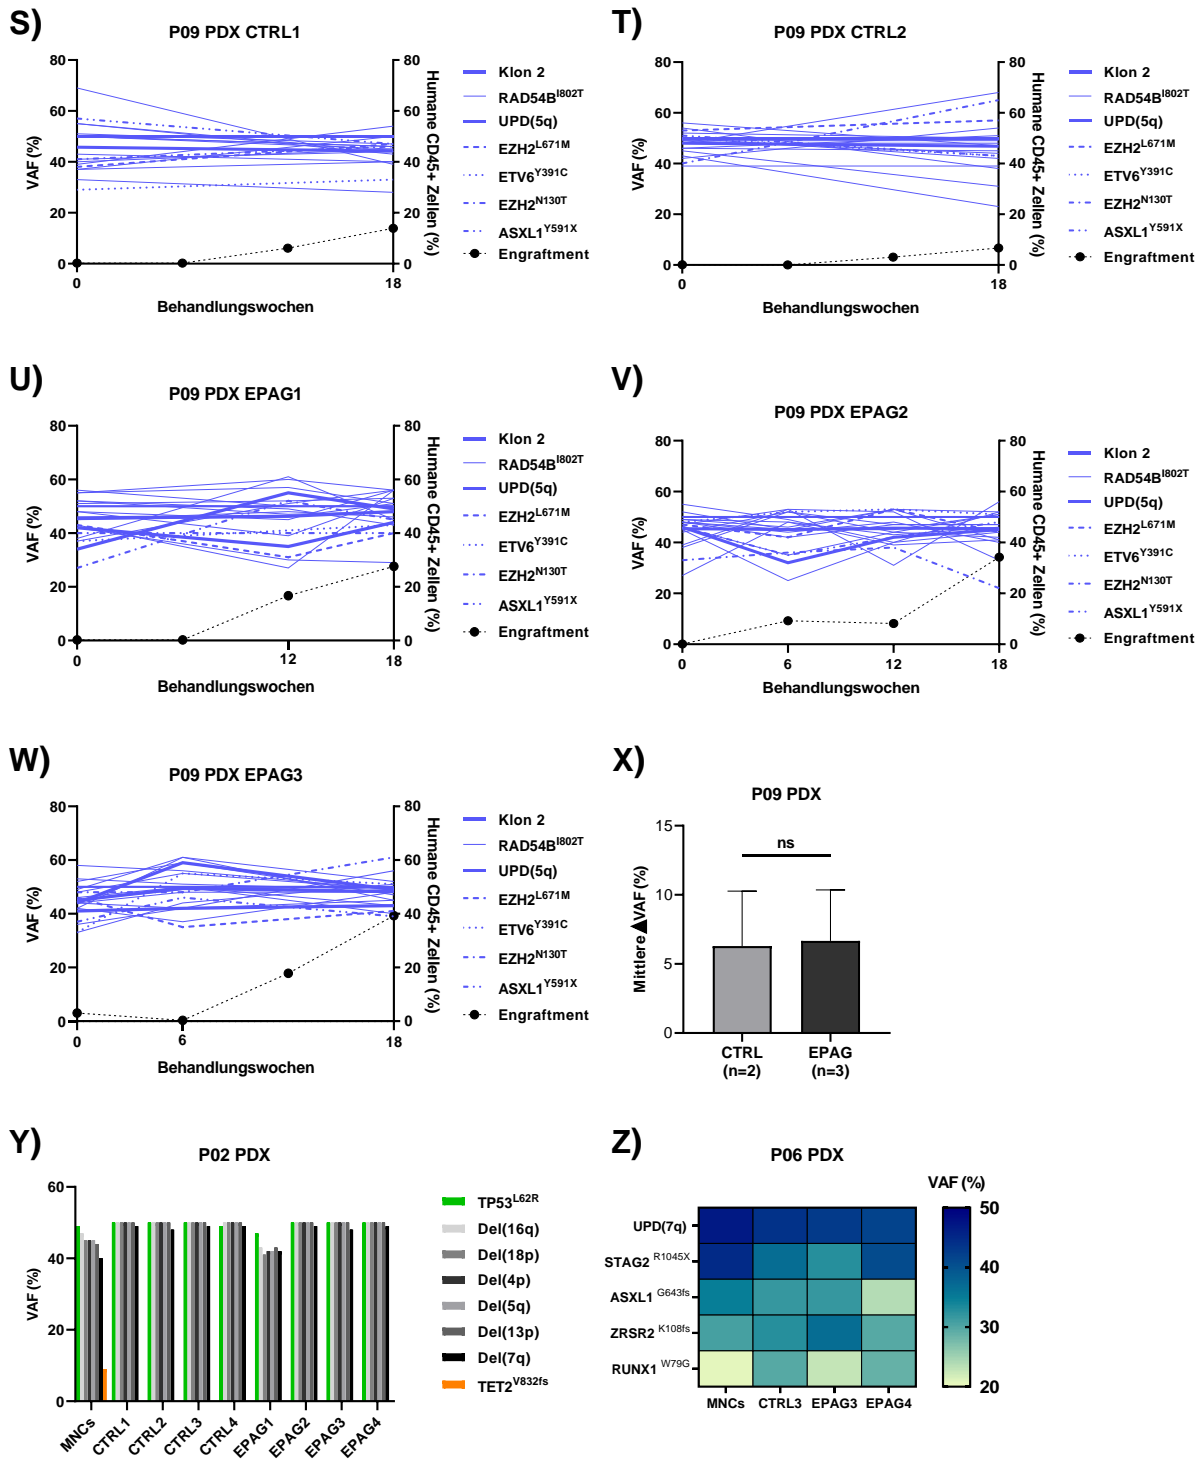 S)
P09 PDX CTRL1
80
60
40
20
0
VAF (%)
80
60
40
20
0
Humane CD45+ Zellen (%)
0
18
Behandlungswochen
Klon 2
RAD54B^I802T
UPD(5q)
EZH2^L671M
ETV6^Y391C
EZH2^N130T
ASXL1^Y591X
Engraftment
T)
P09 PDX CTRL2
80
60
40
20
0
VAF (%)
80
60
40
20
0
Humane CD45+ Zellen (%)
0
18
Behandlungswochen
Klon 2
RAD54B^I802T
UPD(5q)
EZH2^L671M
ETV6^Y391C
EZH2^N130T
ASXL1^Y591X
Engraftment
U)
P09 PDX EPAG1
80
60
40
20
0
VAF (%)
80
60
40
20
0
Humane CD45+ Zellen (%)
0
12
18
Behandlungswochen
Klon 2
RAD54B^I802T
UPD(5q)
EZH2^L671M
ETV6^Y391C
EZH2^N130T
ASXL1^Y591X
Engraftment
V)
P09 PDX EPAG2
80
60
40
20
0
VAF (%)
80
60
40
20
0
Humane CD45+ Zellen (%)
0
6
12
18
Behandlungswochen
Klon 2
RAD54B^I802T
UPD(5q)
EZH2^L671M
ETV6^Y391C
EZH2^N130T
ASXL1^Y591X
Engraftment
W)
P09 PDX EPAG3
80
60
40
20
0
VAF (%)
80
60
40
20
0
Humane CD45+ Zellen (%)
0
6
18
Behandlungswochen
Klon 2
RAD54B^I802T
UPD(5q)
EZH2^L671M
ETV6^Y391C
EZH2^N130T
ASXL1^Y591X
Engraftment
X)
P09 PDX
15
10
5
0
Mittlere ▲VAF (%)
ns
CTRL
(n=2)
EPAG
(n=3)
Y)
P02 PDX
60
40
20
0
VAF (%)
MNCs
CTRL1
CTRL2
CTRL3
CTRL4
EPAG1
EPAG2
EPAG3
EPAG4
TP53^L62R
Del(16q)
Del(18p)
Del(4p)
Del(5q)
Del(13p)
Del(7q)
TET2^V832fs
Z)
P06 PDX
VAF (%)
UPD(7q)
STAG2 ^R1045X
ASXL1 ^G643fs
ZRSR2 ^K108fs
RUNX1 ^W79G
MNCs
CTRL3
EPAG3
EPAG4
50
40
30
20